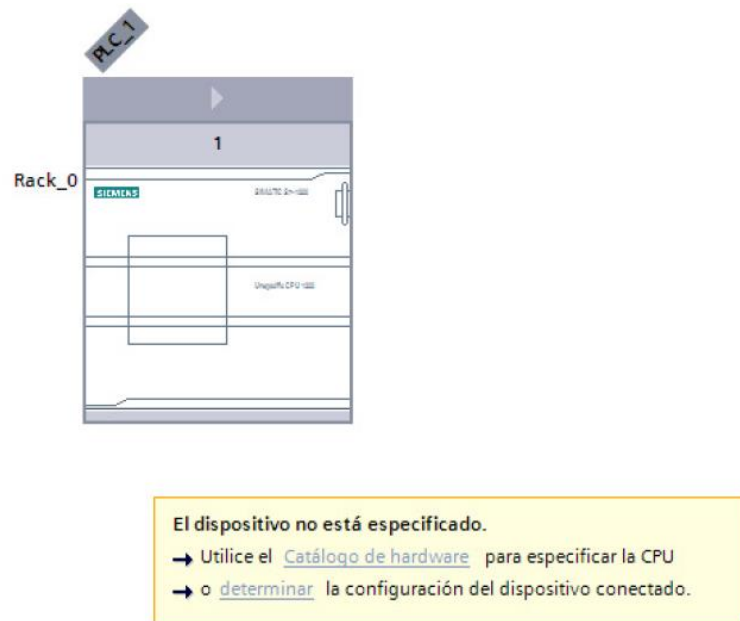 PLC_1
1
Rack_0
SIEMENS
El dispositivo no está especificado.
→ Utilice el Catálogo de hardware para especificar la CPU
→ o determinar la configuración del dispositivo conectado.